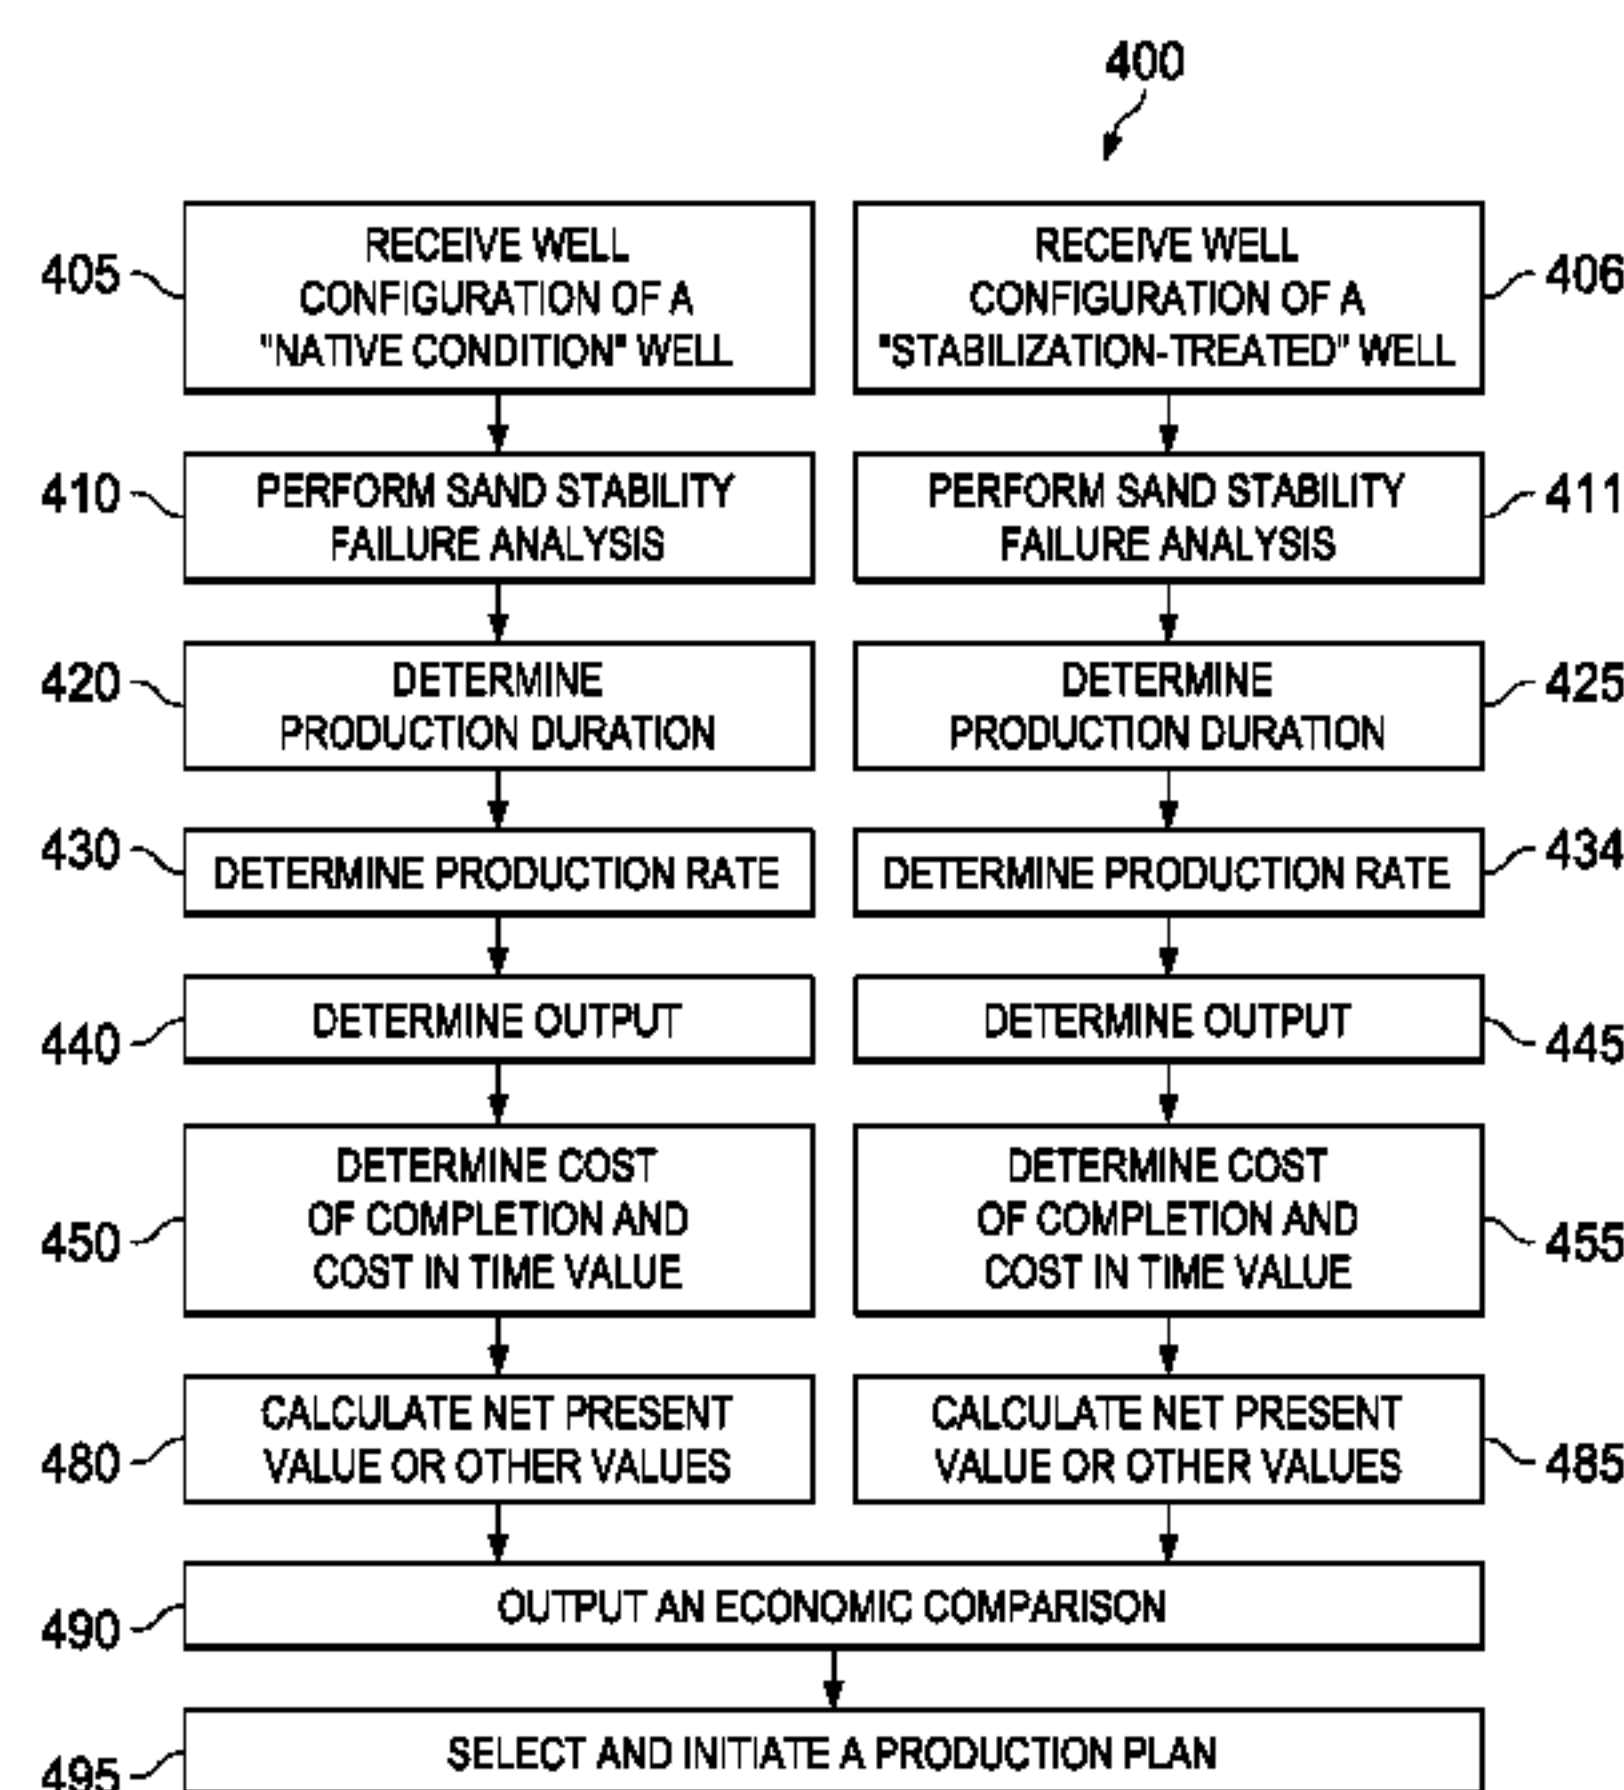 400
405
RECEIVE WELL
CONFIGURATION OF A
"NATIVE CONDITION" WELL
RECEIVE WELL
CONFIGURATION OF A
"STABILIZATION-TREATED" WELL
406
410
PERFORM SAND STABILITY
FAILURE ANALYSIS
PERFORM SAND STABILITY
FAILURE ANALYSIS
411
420
DETERMINE
PRODUCTION DURATION
DETERMINE
PRODUCTION DURATION
425
430
DETERMINE PRODUCTION RATE
DETERMINE PRODUCTION RATE
434
440
DETERMINE OUTPUT
DETERMINE OUTPUT
445
450
DETERMINE COST
OF COMPLETION AND
COST IN TIME VALUE
DETERMINE COST
OF COMPLETION AND
COST IN TIME VALUE
455
480
CALCULATE NET PRESENT
VALUE OR OTHER VALUES
CALCULATE NET PRESENT
VALUE OR OTHER VALUES
485
490
OUTPUT AN ECONOMIC COMPARISON
495
SELECT AND INITIATE A PRODUCTION PLAN